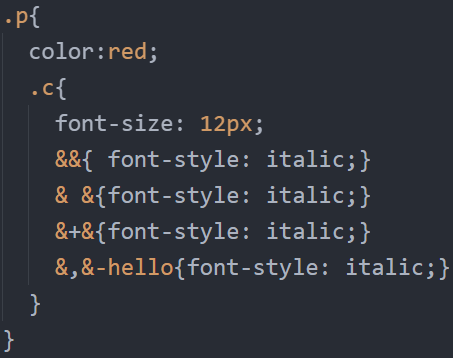 .p{
  color:red;
  .c{
    font-size: 12px;
    &&{ font-style: italic;}
    & &{font-style: italic;}
    &+&{font-style: italic;}
    &,&-hello{font-style: italic;}
  }
}